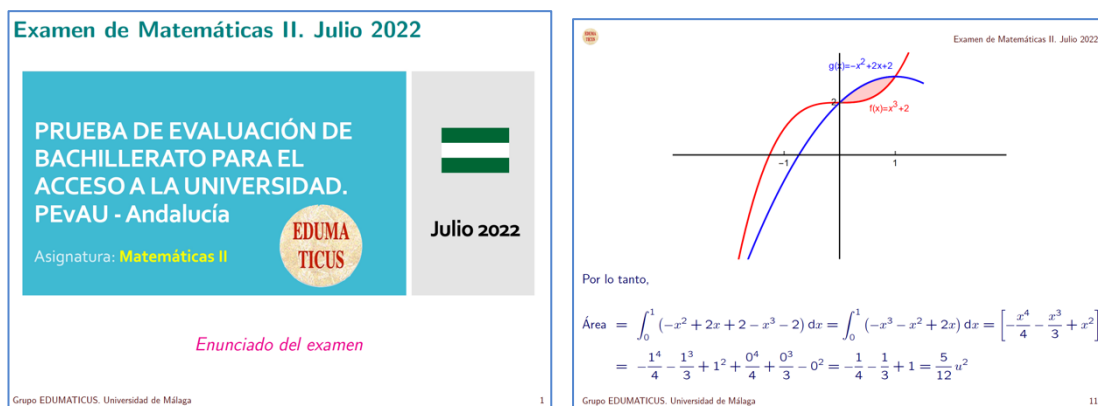 Examen de Matemáticas II. Julio 2022
PRUEBA DE EVALUACIÓN DE
BACHILLERATO PARA EL
ACCESO A LA UNIVERSIDAD.
PEvAU - Andalucía
Asignatura: Matemáticas II
EDUMA
TICUS
Julio 2022
Enunciado del examen
Grupo EDUMATICUS. Universidad de Málaga 1
Examen de Matemáticas II. Julio 2022
g(x)=-x²+2x+2
2
f(x)=x³+2
-1 1
Por lo tanto,
Área = ∫₀¹ (-x² + 2x + 2 - x³ - 2) dx = ∫₀¹ (-x³ - x² + 2x) dx = [-x⁴/4 - x³/3 + x²]
= -1⁴/4 - 1³/3 + 1² + 0⁴/4 + 0³/3 - 0² = -1/4 - 1/3 + 1 = 5/12 u²
Grupo EDUMATICUS. Universidad de Málaga 11